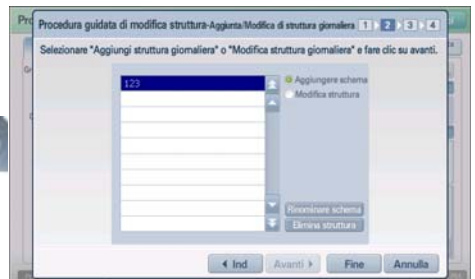 Procedura guidata di modifica struttura-Aggiunta/Modifica di struttura giornaliera 1 2 3 4
Selezionare "Aggiungi struttura giornaliera" o "Modifica struttura giornaliera" e fare clic su avanti.
123
Aggiungere schema
Modifica struttura
Rinominare schema
Elimina struttura
Ind Avanti Fine Annulla